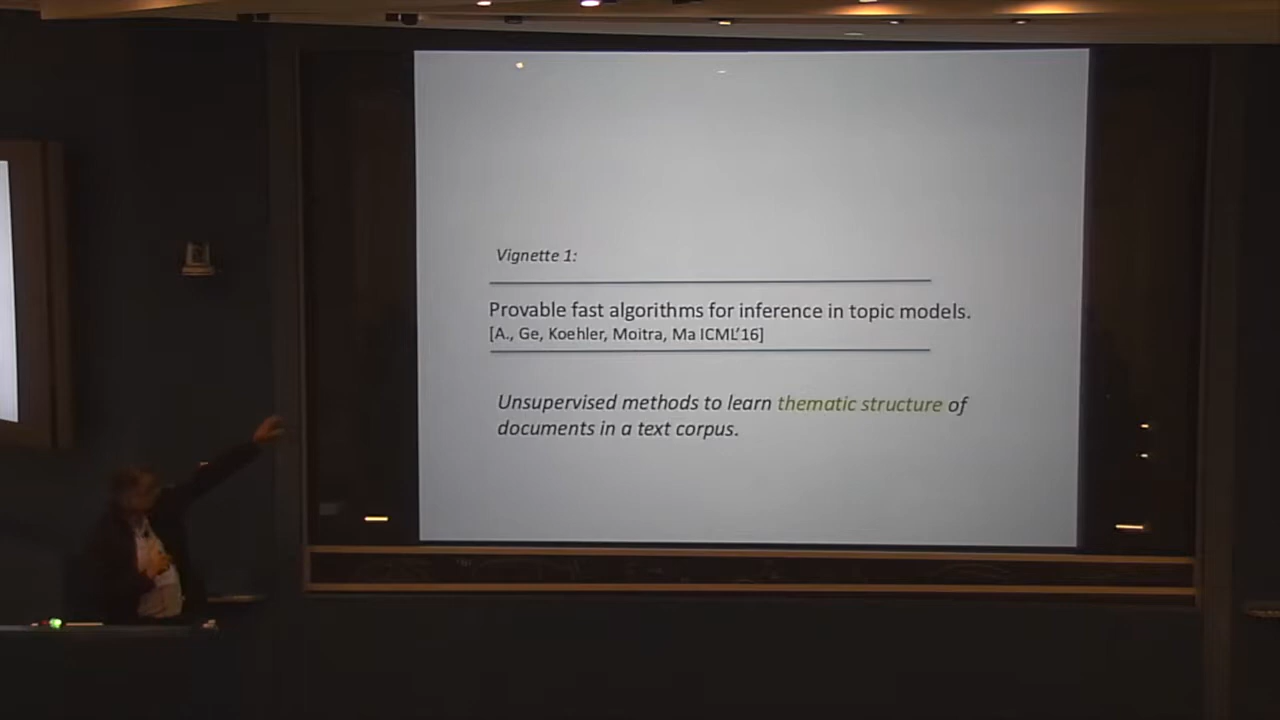 Vignette 1:
Provable fast algorithms for inference in topic models.
[A., Ge, Koehler, Moitra, Ma ICML'16]
Unsupervised methods to learn thematic structure of
documents in a text corpus.